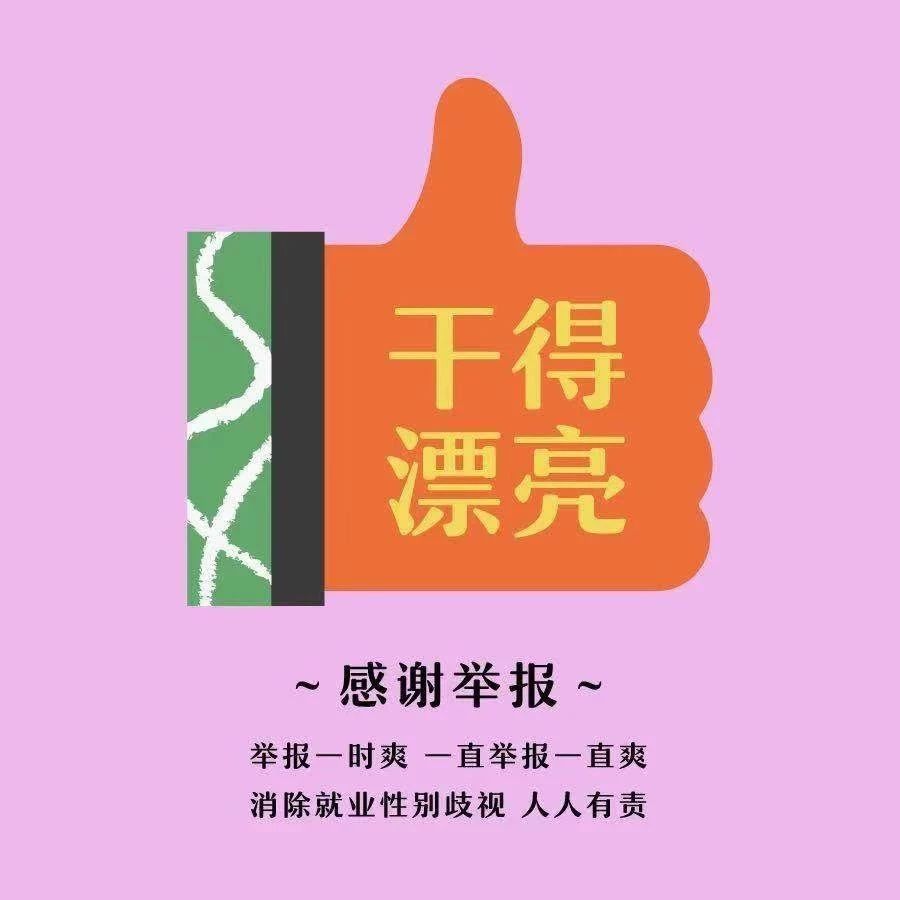 干得
漂亮
~感谢举报~
举报一时爽 一直举报一直爽
消除就业性别歧视 人人有责